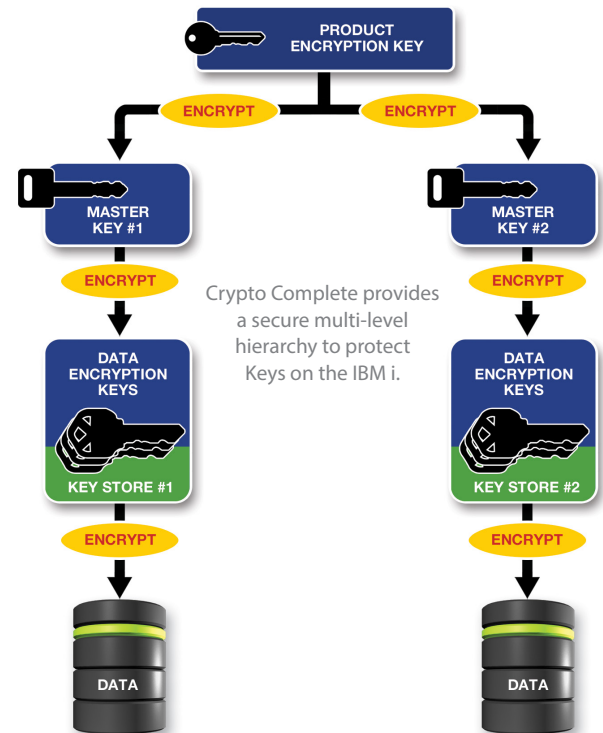 PRODUCT
ENCRYPTION KEY
ENCRYPT
ENCRYPT
MASTER
KEY #1
MASTER
KEY #2
ENCRYPT
ENCRYPT
Crypto Complete provides
a secure multi-level
hierarchy to protect
Keys on the IBM i.
DATA
ENCRYPTION
KEYS
KEY STORE #1
DATA
ENCRYPTION
KEYS
KEY STORE #2
ENCRYPT
ENCRYPT
DATA
DATA